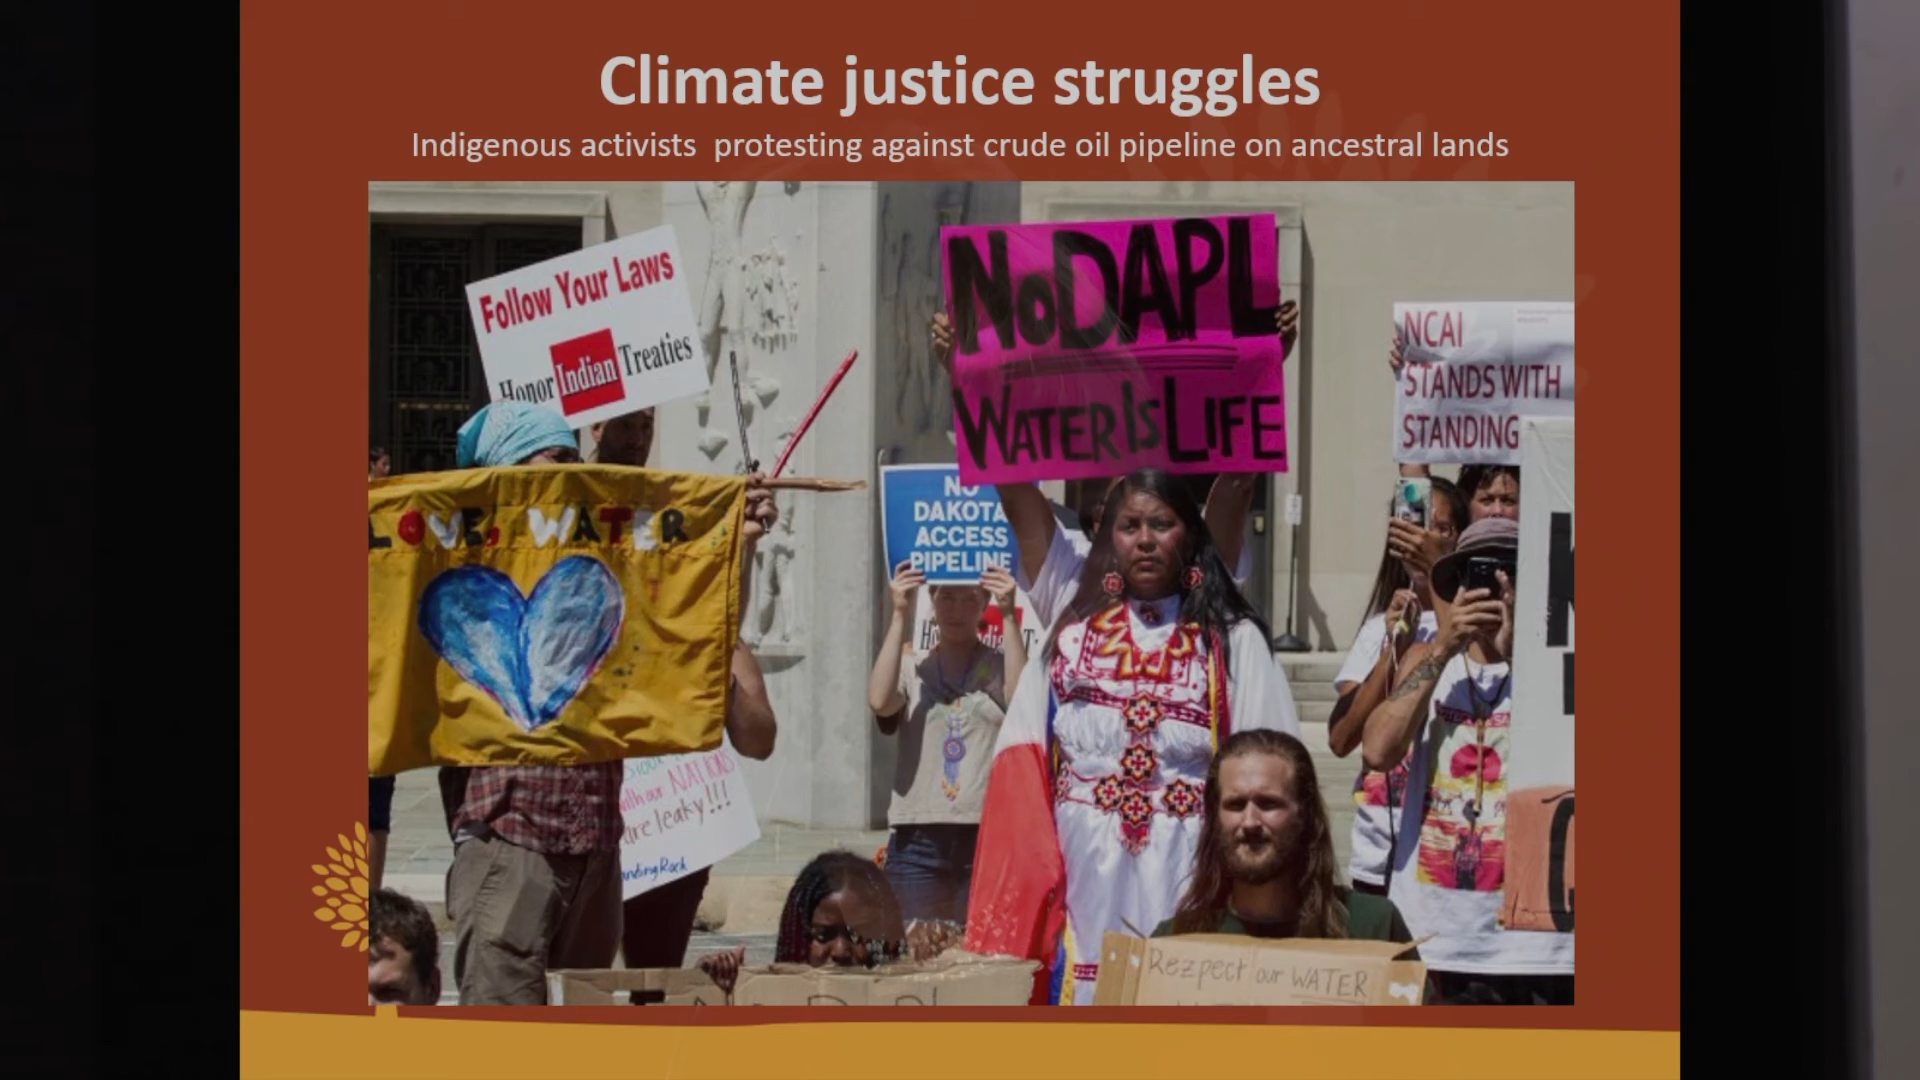 Climate justice struggles
Indigenous activists protesting against crude oil pipeline on ancestral lands
Follow Your Laws
Honor Indian Treaties
NoDAPL
WATER IS LIFE
NCAI
STANDS WITH
STANDING
LOVE, WATER
NO
DAKOTA
ACCESS
PIPELINE
NATIONS
are leaky!!!
Rezpect our WATER